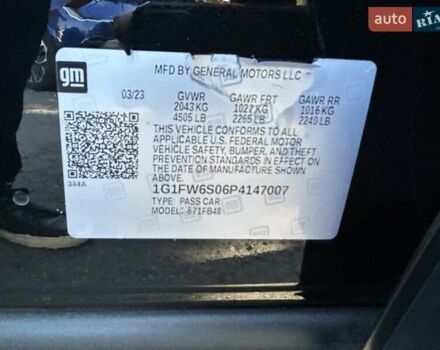 auto RIA
gm
MFD BY GENERAL MOTORS LLC
03/23 GVWR GAWR FRT GAWR RR
2043 KG 1027 KG 1016 KG
4505 LB 2265 LB 2240 LB
THIS VEHICLE CONFORMS TO ALL
APPLICABLE U.S. FEDERAL MOTOR
VEHICLE SAFETY, BUMPER, AND THEFT
PREVENTION STANDARDS IN EFFECT ON
THE DATE OF MANUFACTURE SHOWN
ABOVE.
384A
1G1FW6S06P4147007
TYPE: PASS CAR
MODEL: 671FB48